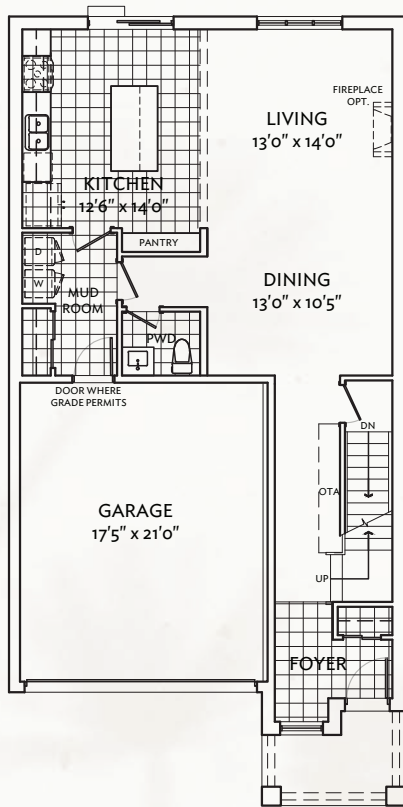 FIREPLACE
OPT.
LIVING
13'0" x 14'0"
KITCHEN
12'6" x 14'0"
PANTRY
D
W
MUD
ROOM
DINING
13'0" x 10'5"
PWD
DOOR WHERE
GRADE PERMITS
DN
OTA
GARAGE
17'5" x 21'0"
UP
FOYER